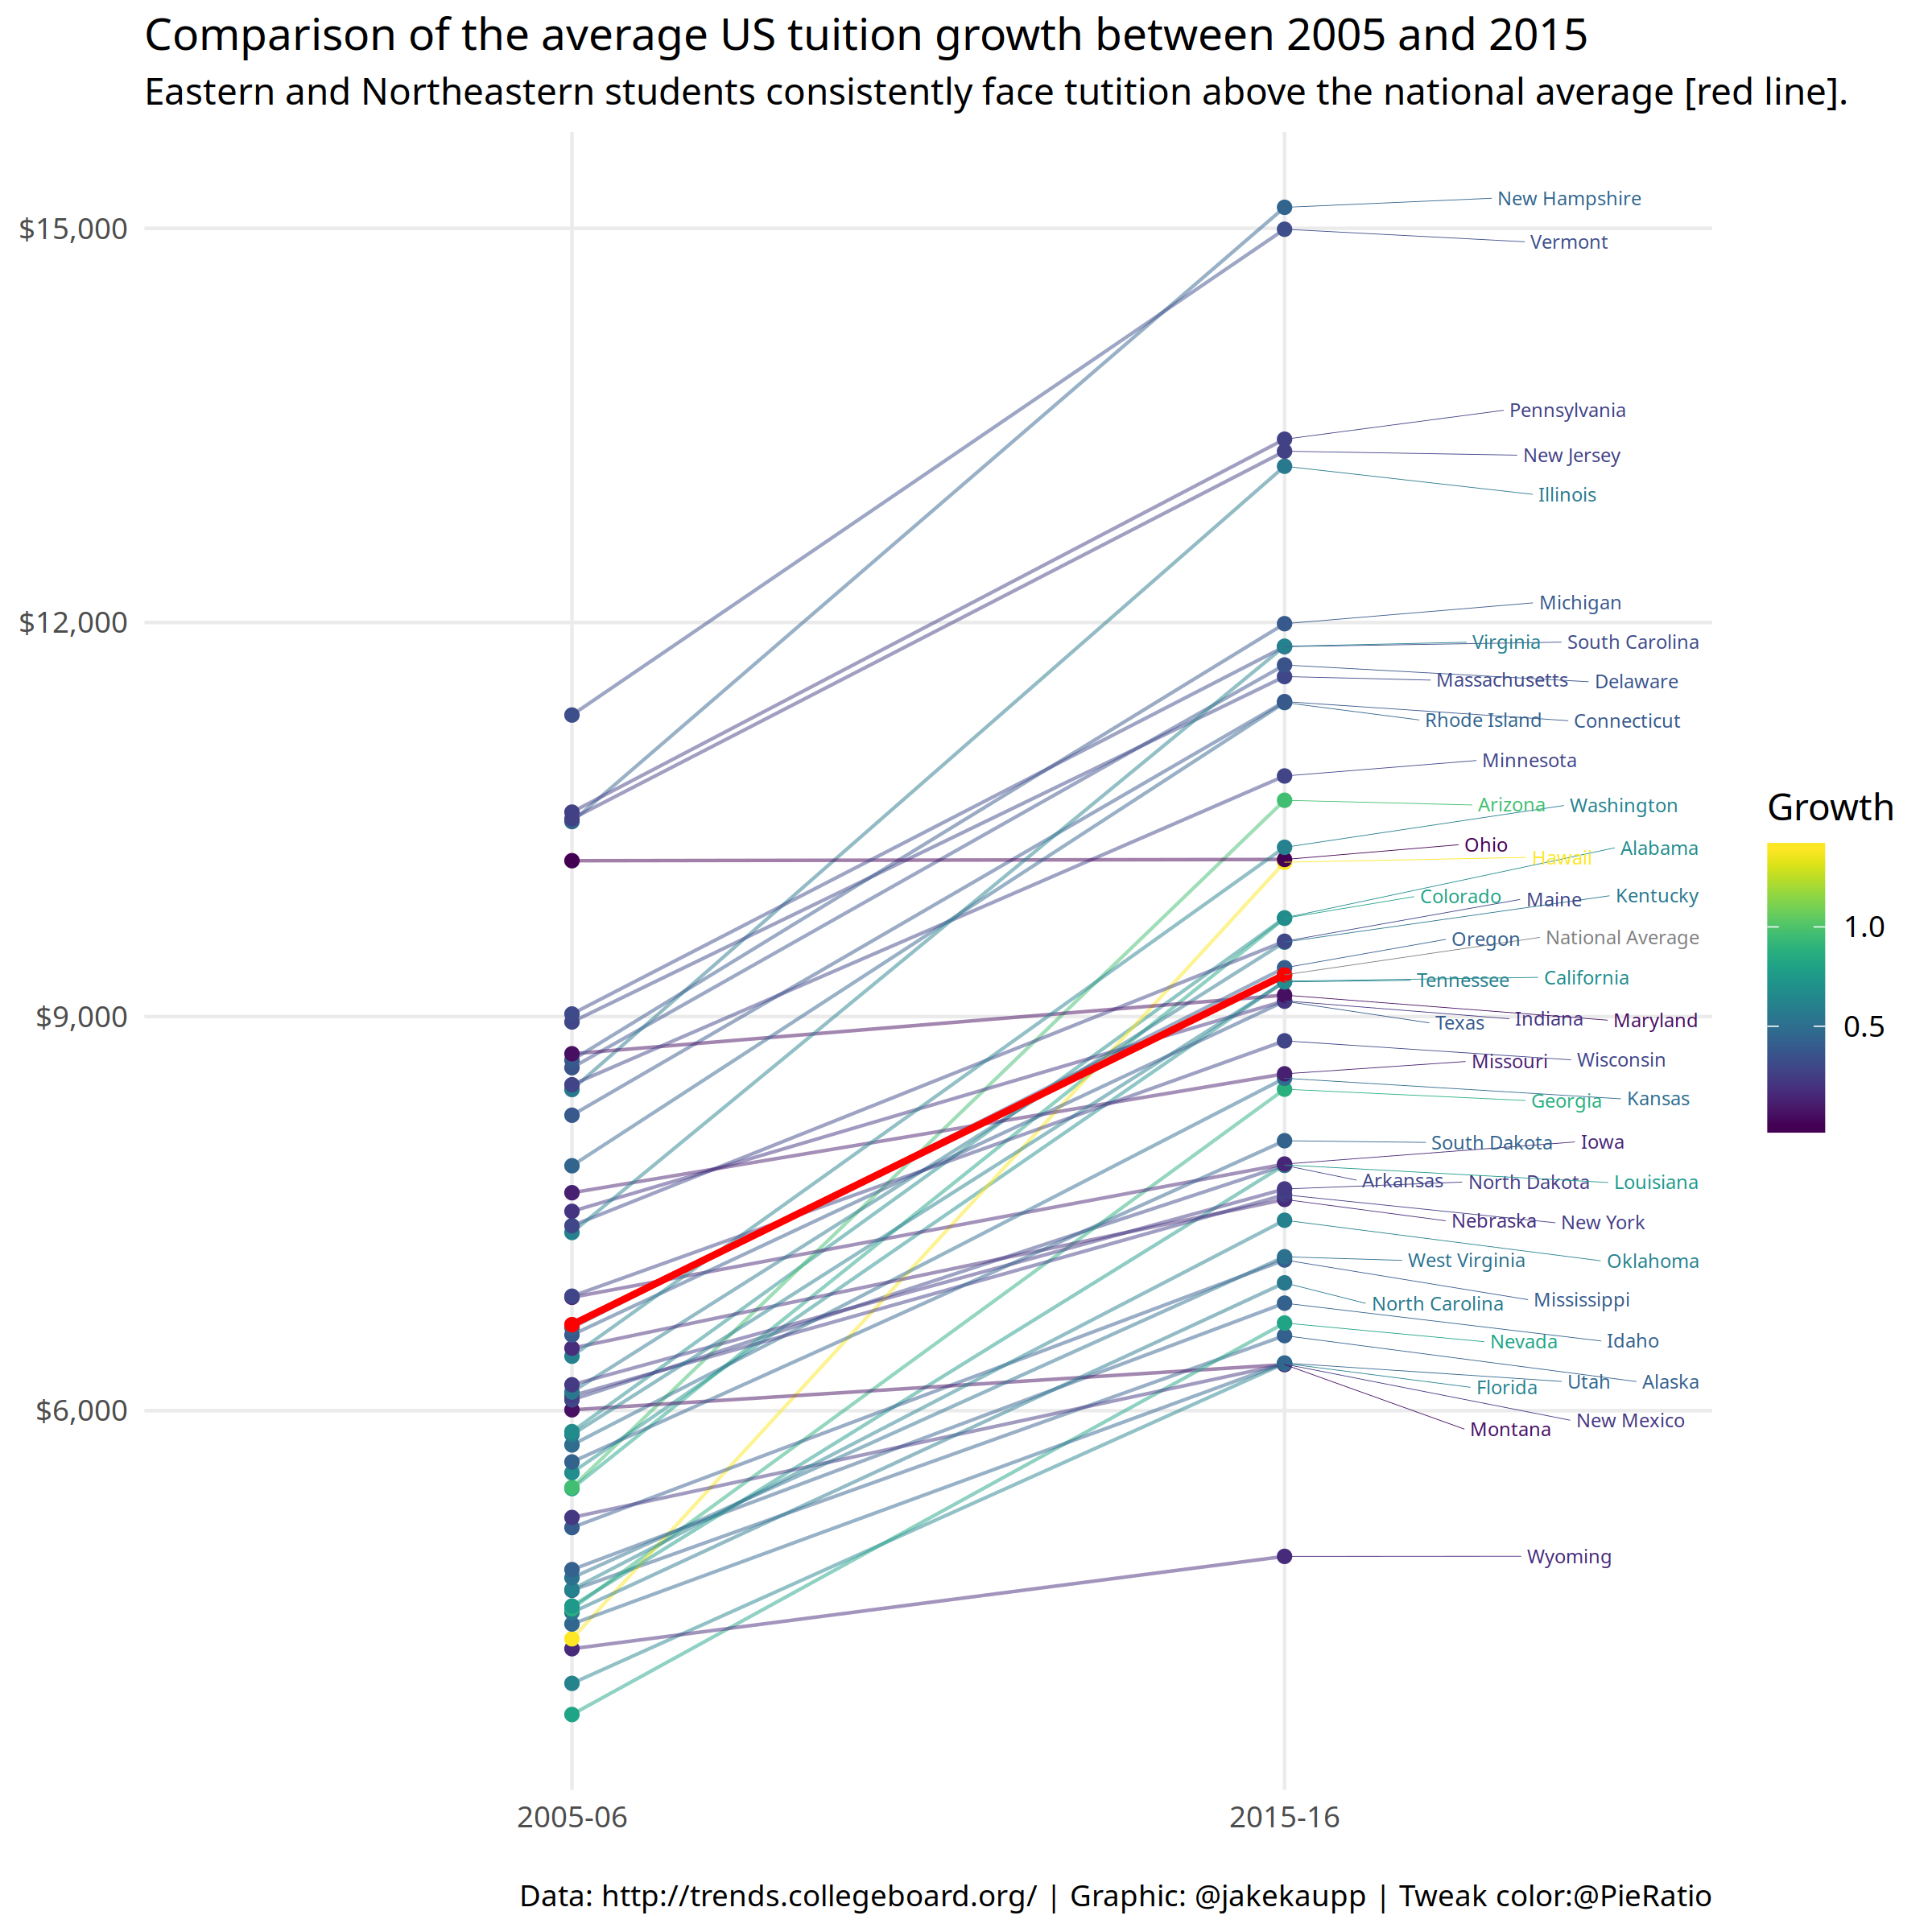 Comparison of the average US tuition growth between 2005 and 2015
Eastern and Northeastern students consistently face tutition above the national average [red line].
New Hampshire
$15,000
Vermont
Pennsylvania
New Jersey
Illinois
Michigan
$12,000
Virginia
South Carolina
Massachusetts
Delaware
Rhode Island
Connecticut
Minnesota
Arizona
Washington
Growth
Ohio
Alabama
Hawaii
Colorado
Maine
Kentucky
1.0
Oregon
National Average
Tennessee
California
$9,000
Texas
Indiana
Maryland
0.5
Missouri
Wisconsin
Georgia
Kansas
South Dakota
Iowa
Arkansas
North Dakota
Louisiana
Nebraska
New York
West Virginia
Oklahoma
North Carolina
Mississippi
Nevada
Idaho
Florida
Utah
Alaska
$6,000
Montana
New Mexico
Wyoming
2005-06
2015-16
Data: http://trends.collegeboard.org/ | Graphic: @jakekaupp | Tweak color:@PieRatio